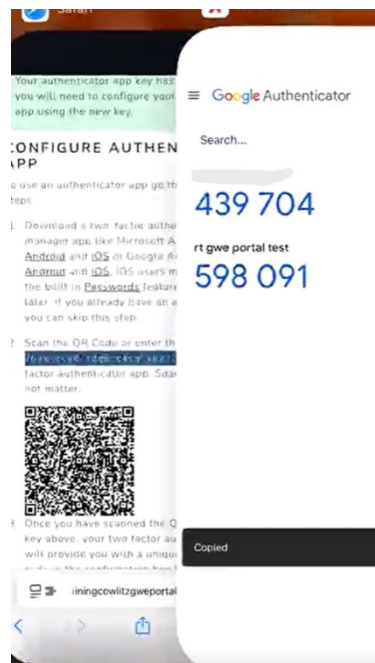 Safari
Your authenticator app key has
you will need to configure your
app using the new key.
CONFIGURE AUTHEN
APP
use an authenticator app go th
Download a two factor autho
manager app like Microsoft A
Android and iOS or Google A
Android and iOS. iOS users m
the built in Passwords feature
later. If you already have an a
you can skip this step.
Scan the QR Code or enter th
factor authenticator app. Spa
not matter.
Once you have scanned the Q
key above, your two factor au
will provide you with a uniqu
iningcowlitzgweportal
Google Authenticator
Search...
439 704
rt gwe portal test
598 091
Copied